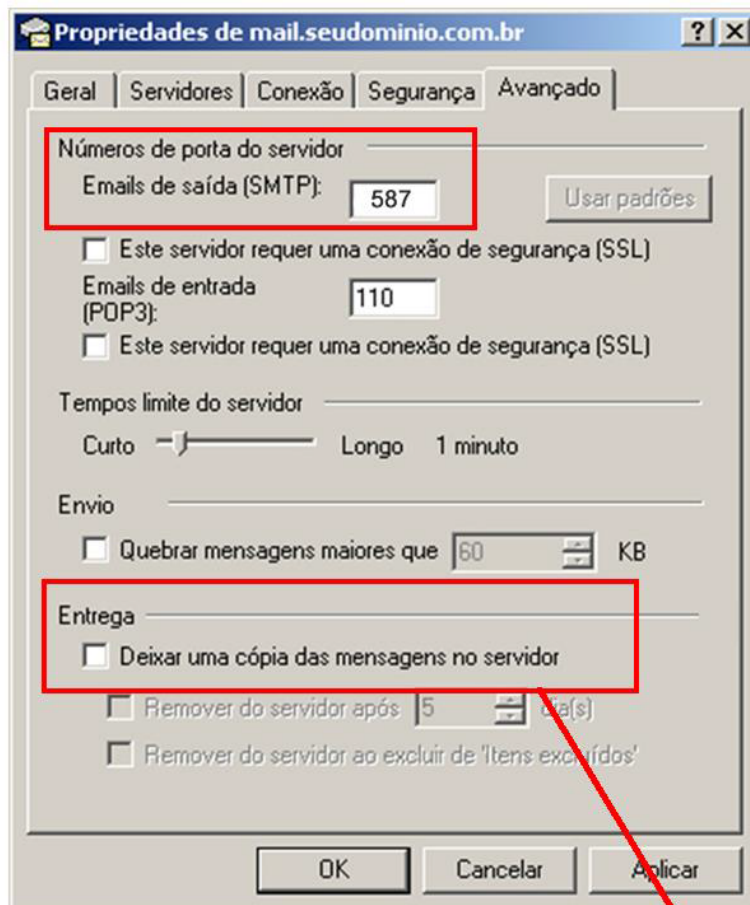 Propriedades de mail.seudominio.com.br
Geral Servidores Conexão Segurança Avançado
Números de porta do servidor
Emails de saída (SMTP): 587 Usar padrões
Este servidor requer uma conexão de segurança (SSL)
Emails de entrada
(POP3): 110
Este servidor requer uma conexão de segurança (SSL)
Tempos limite do servidor
Curto Longo 1 minuto
Envio
Quebrar mensagens maiores que 60 KB
Entrega
Deixar uma cópia das mensagens no servidor
Remover do servidor após 5 dia(s)
Remover do servidor ao excluir de 'Itens excluídos'
OK Cancelar Aplicar